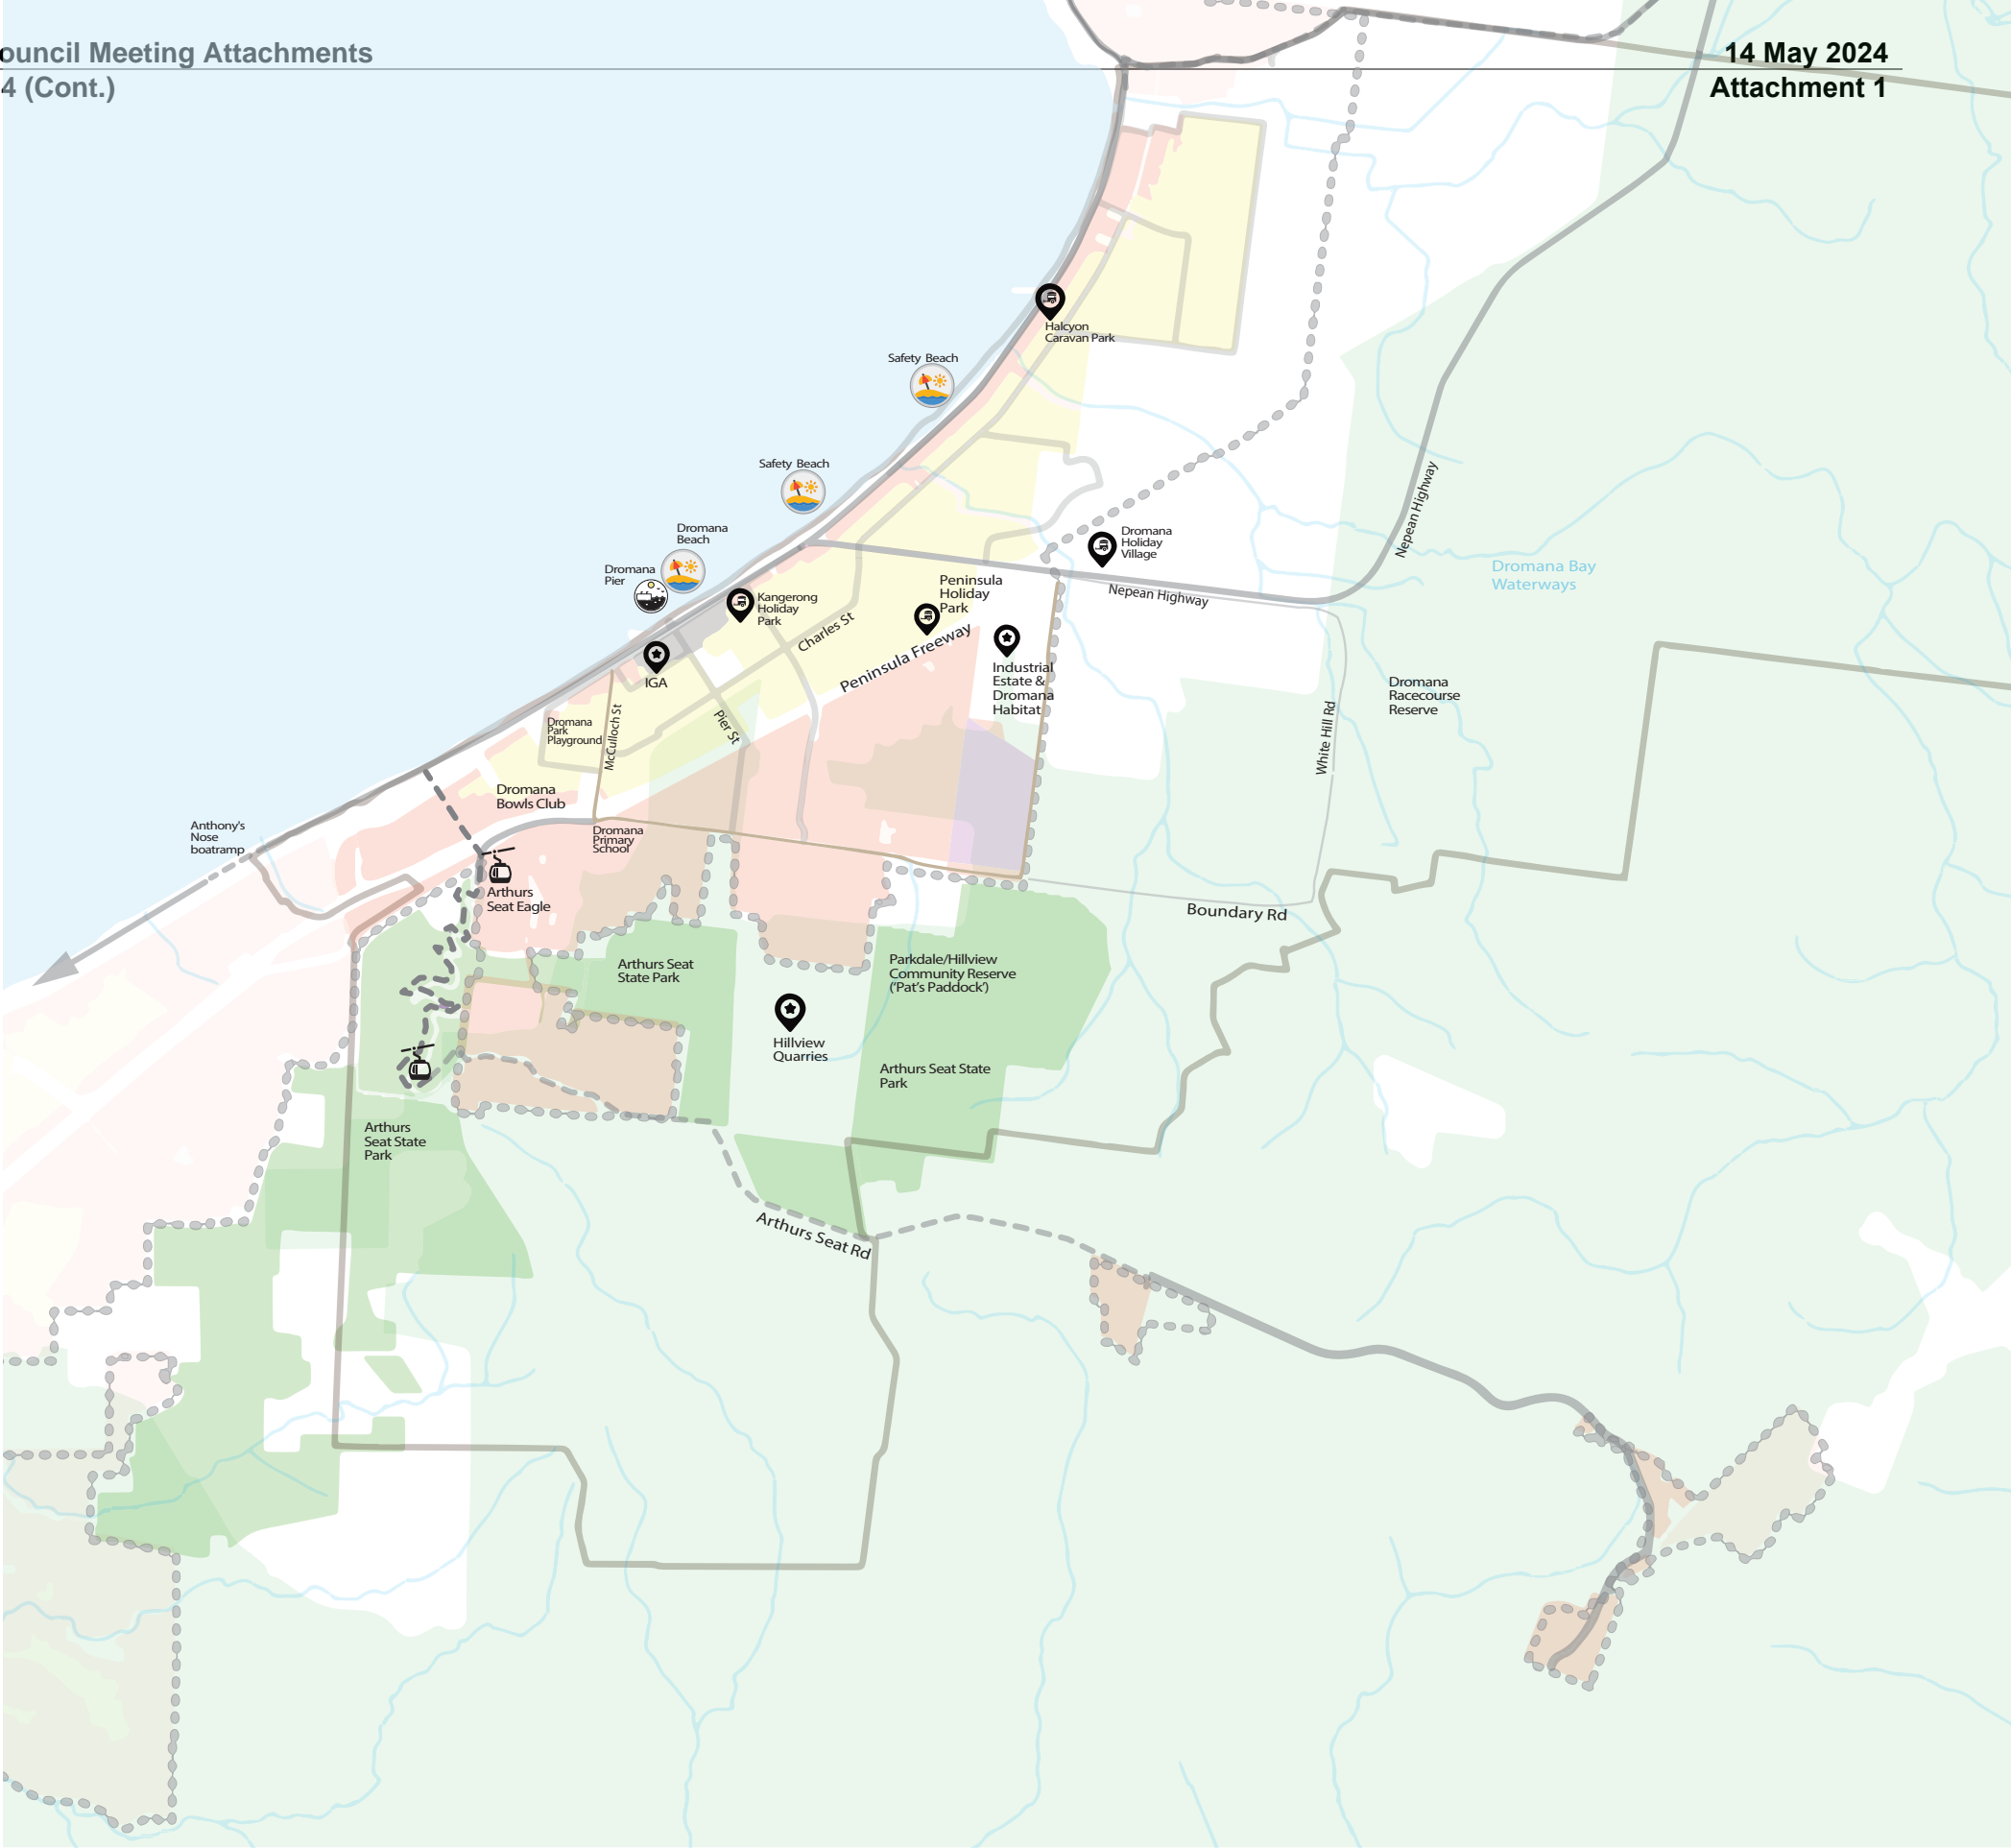 ouncil Meeting Attachments
14 May 2024
4 (Cont.)
Attachment 1
Halcyon
Caravan Park
Safety Beach
Safety Beach
Dromana
Beach
Dromana
Pier
Dromana
Holiday
Village
Nepean Highway
Nepean Highway
Dromana Bay
Waterways
Peninsula
Holiday
Park
Kangerong
Holiday
Park
Charles St
Peninsula Freeway
Industrial
Estate &
Dromana
Habitat
IGA
Dromana
Racecourse
Reserve
Dromana
Park
Playground
McCulloch St
Pier St
White Hill Rd
Dromana
Bowls Club
Anthony's
Nose
boatramp
Dromana
Primary
School
Arthurs
Seat Eagle
Boundary Rd
Arthurs Seat
State Park
Parkdale/Hillview
Community Reserve
('Pat's Paddock')
Hillview
Quarries
Arthurs Seat State
Park
Arthurs
Seat State
Park
Arthurs Seat Rd